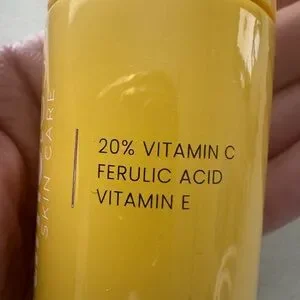 SKIN CARE
20% VITAMIN C
FERULIC ACID
VITAMIN E